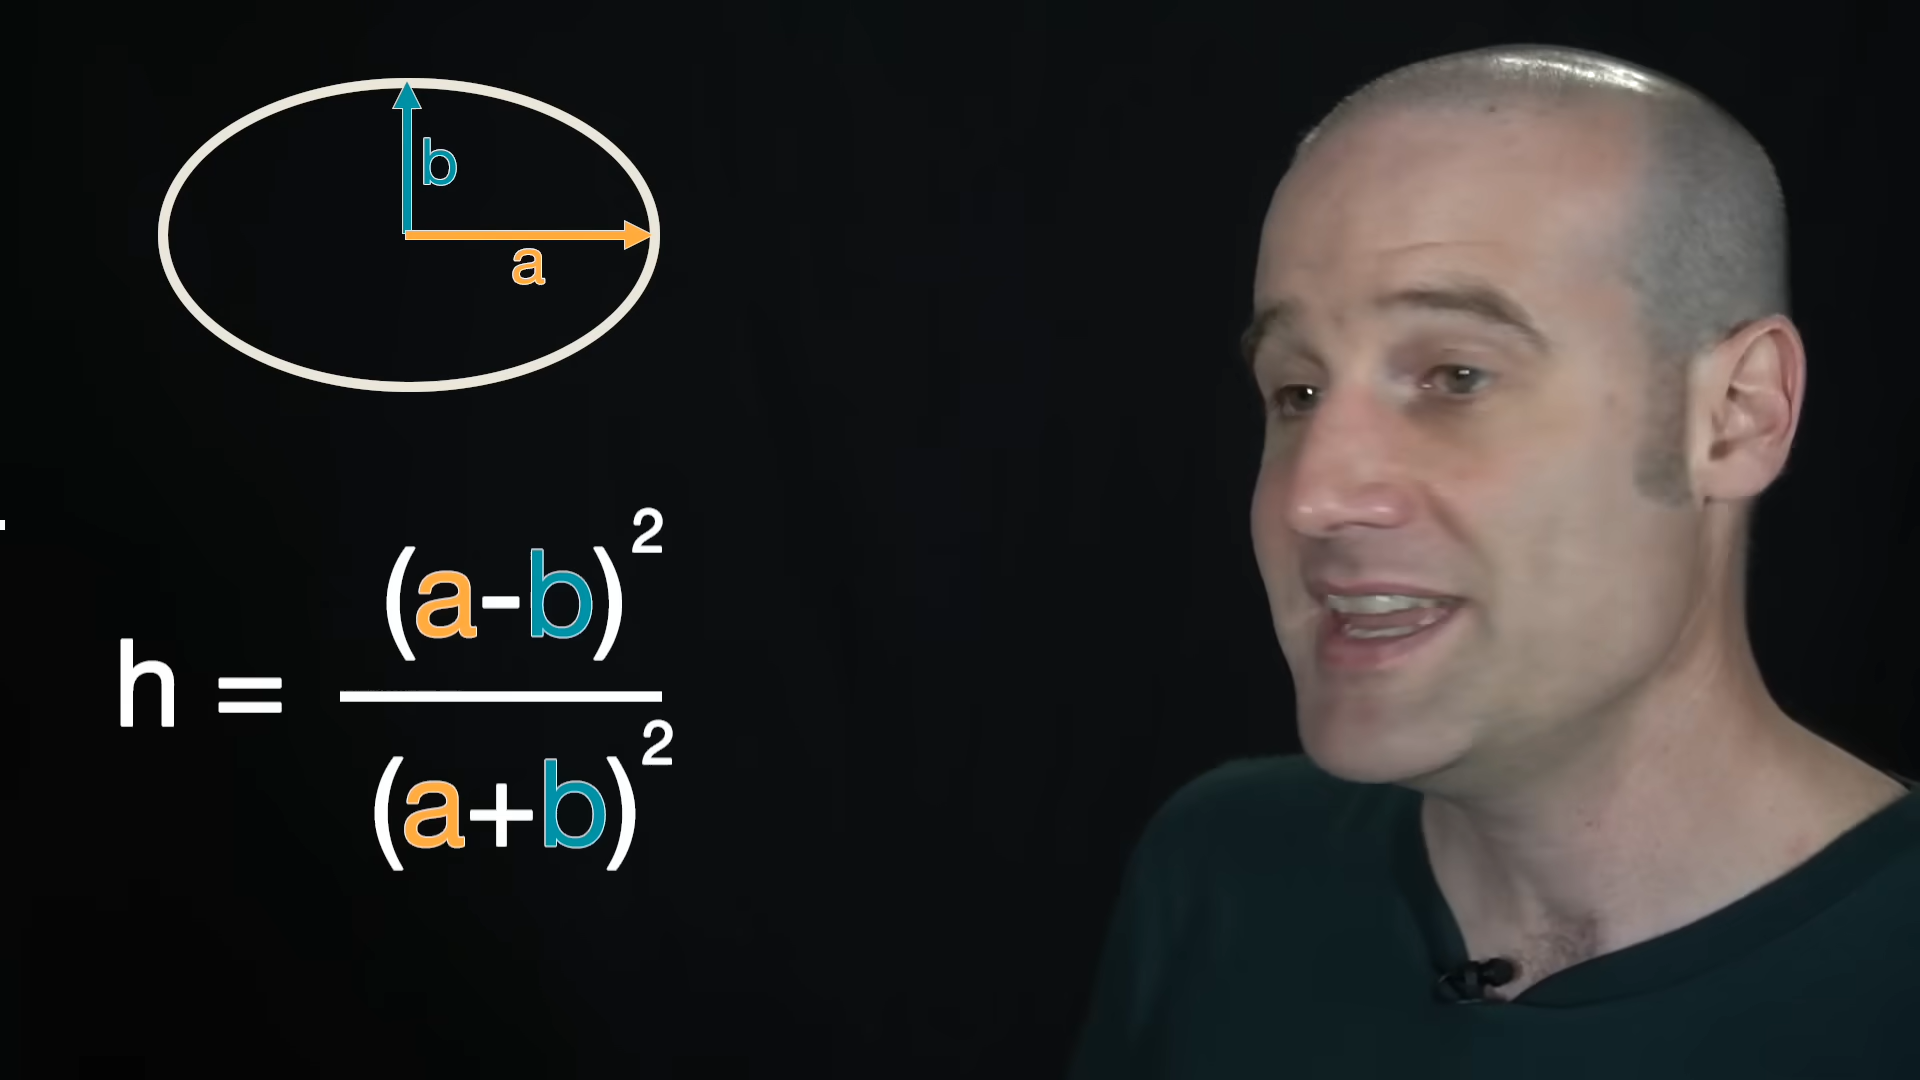 b
a
h = (a-b)²
(a+b)²